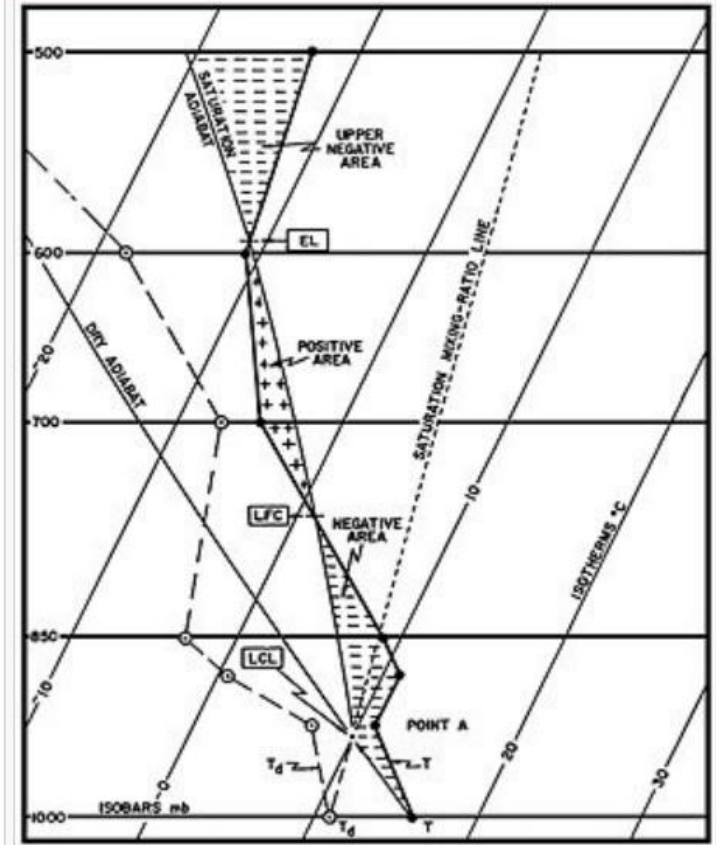 500
SATURATION
ADIABAT
UPPER
NEGATIVE
AREA
EL
600
20
DRY ADIABAT
POSITIVE
AREA
SATURATION MIXING-RATIO LINE
700
10
LFC
NEGATIVE
AREA
ISOTHERMS °C
850
LCL
10
POINT A
Td
T
20
30
0
ISOBARS mb
1000
Td
T